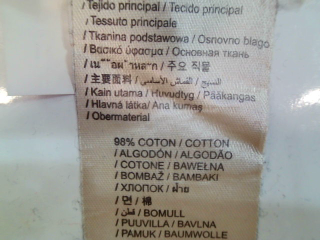 / Tejido principal / Tecido principal
/ Tessuto principale
/ Tkanina podstawowa / Osnovno blago
/ Βασικό ύφασμα / Основная ткань
/ 주요 직물
/ 主要面料 / النسيج / القماش الأساسي
/ Kain utama / Huvudtyg / Pääkangas
/ Hlavná látka/ Ana kumaş
/ Obermaterial
98% COTON / COTTON
/ ALGODÓN / ALGODÃO
/ COTONE / BAWEŁNA
/ BOMBAŽ / ΒΑΜΒΑΚΙ
/ ХЛОПОК / ฝ้าย
/ 면 / 棉
/ قطن / BOMULL
/ PUUVILLA / BAVLNA
/ PAMUK / BAUMWOLLE